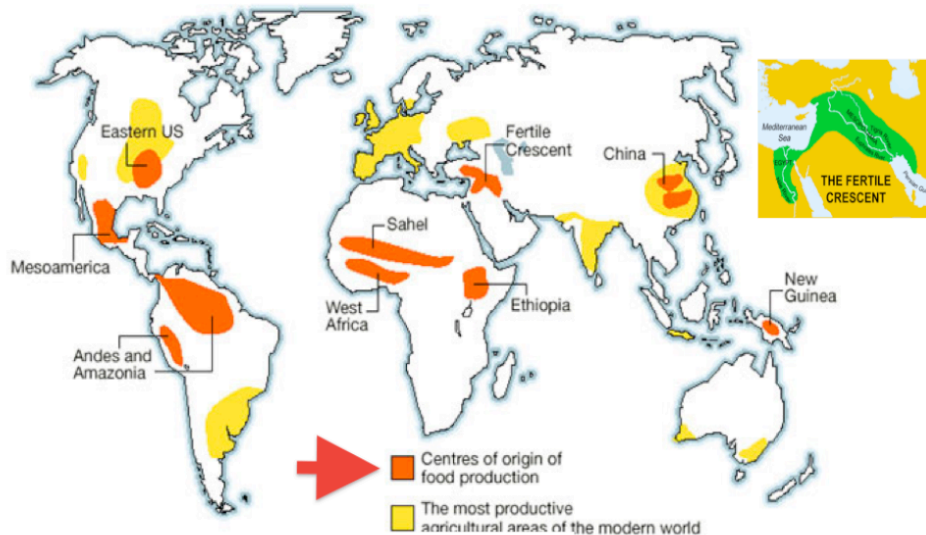 Eastern US
Mesoamerica
Andes and
Amazonia
Sahel
West
Africa
Ethiopia
Fertile
Crescent
China
New
Guinea
Mediterranean
Sea
EGYPT
THE FERTILE
CRESCENT
Centres of origin of
food production
The most productive
agricultural areas of the modern world